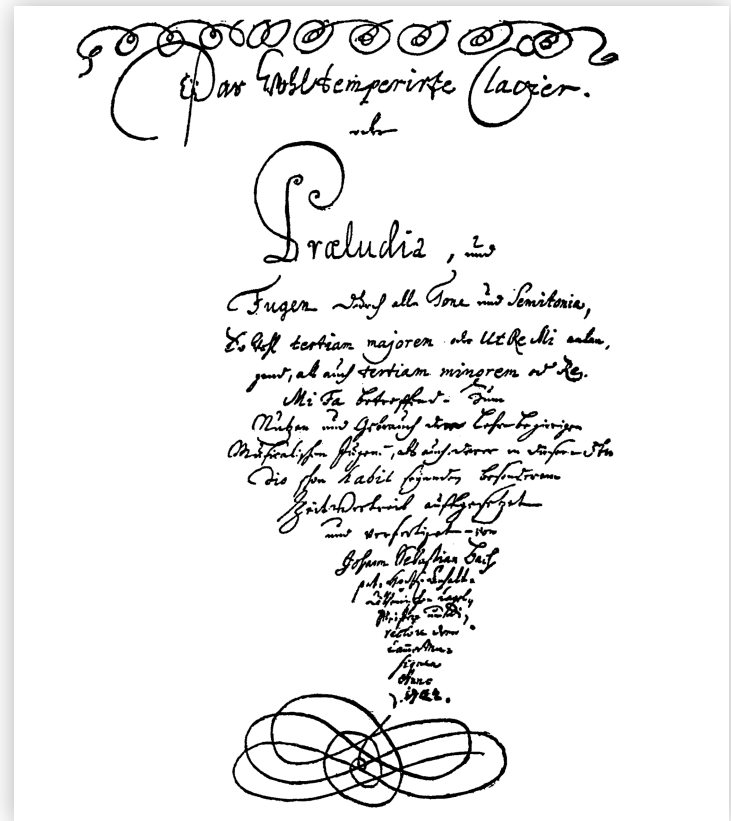 Das Wohltemperirte Clavier.
oder
Præludia, und
Fugen durch alle Tone und Semitonia,
So wohl tertiam majorem oder Ut Re Mi anlan,
gend, als auch tertiam minorem oder Re
Mi Fa betreffend. Zum
Nutzen und Gebrauch der Lehr-begierigen
Musicalischen Jugend, als auch derer in diesem stu
dio schon habil seyenden besonderem
Zeitvertreib auffgesetzet
und verfertiget von
Johann Sebastian Bach
p. t. Hochf. Anhalt-
Cöthenischen Capel,
Meistern und Di,
rectore derer
Camer Mu-
siquen
Anno
1722.